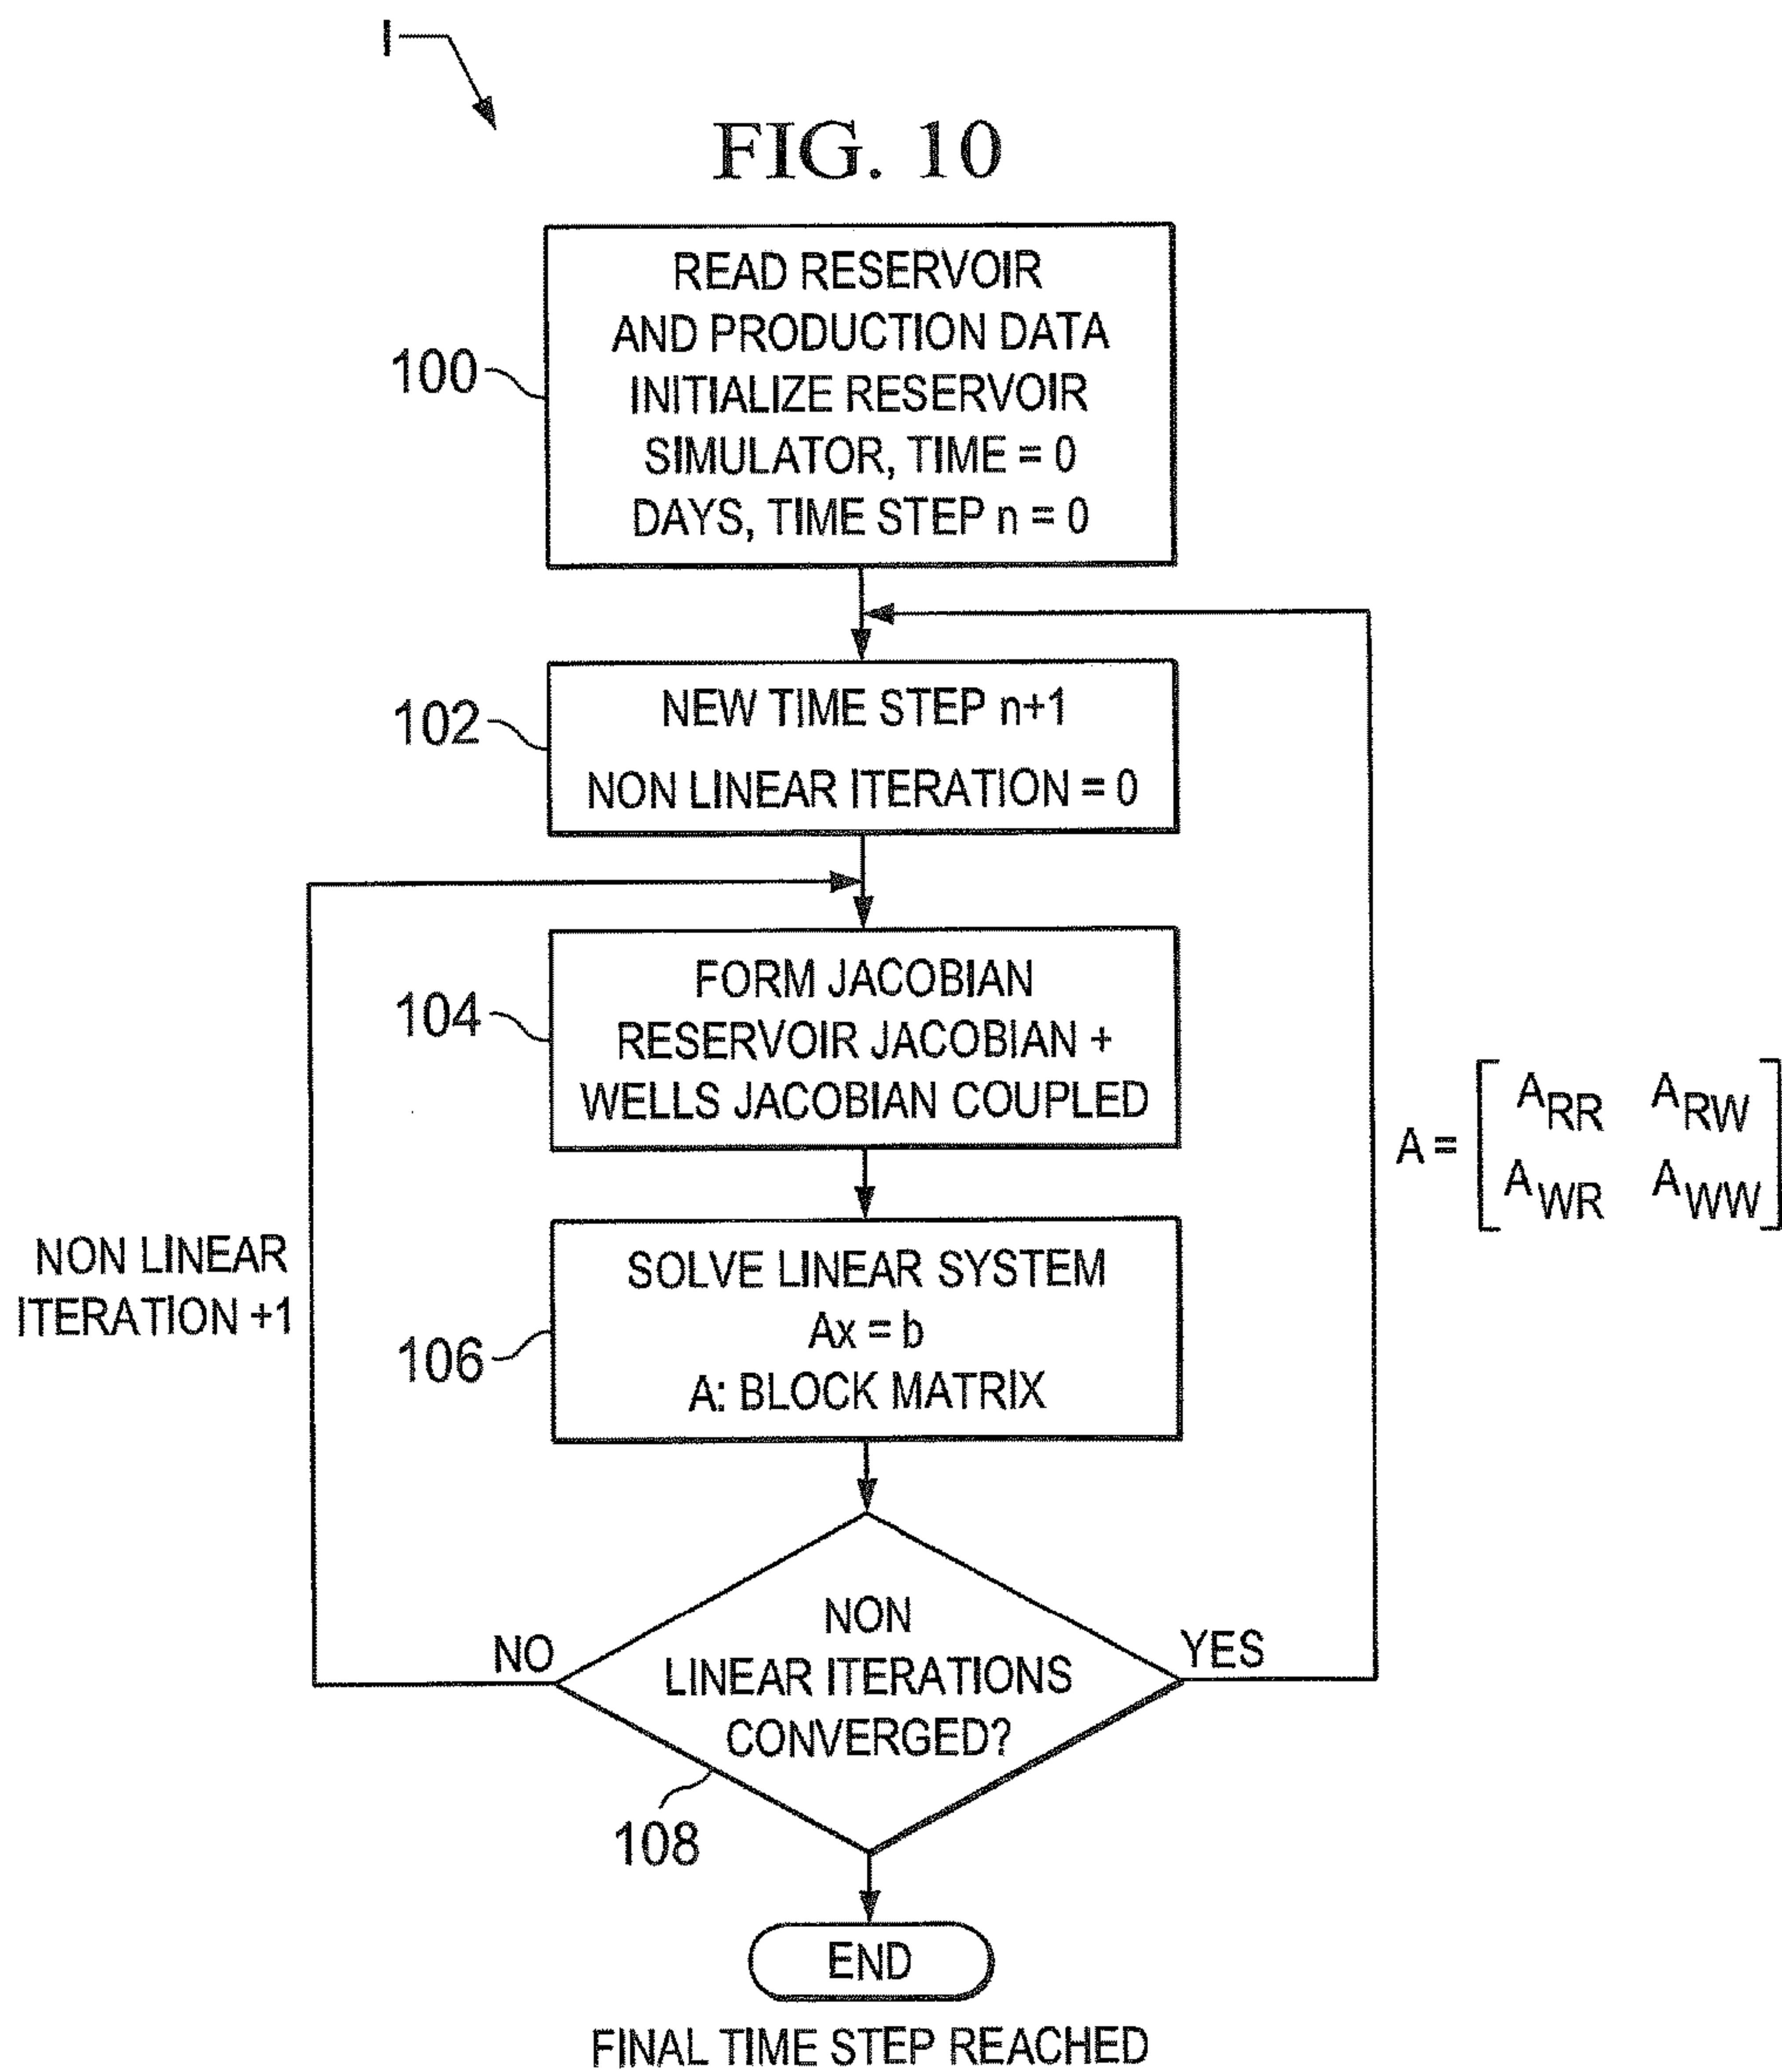 I
FIG. 10
READ RESERVOIR
AND PRODUCTION DATA
INITIALIZE RESERVOIR
SIMULATOR, TIME = 0
DAYS, TIME STEP n = 0
100
NEW TIME STEP n+1
NON LINEAR ITERATION = 0
102
FORM JACOBIAN
RESERVOIR JACOBIAN +
WELLS JACOBIAN COUPLED
104
A = [ A_RR A_RW
A_WR A_WW ]
SOLVE LINEAR SYSTEM
Ax = b
A: BLOCK MATRIX
106
NON LINEAR
ITERATION +1
NON
LINEAR ITERATIONS
CONVERGED?
NO
YES
108
END
FINAL TIME STEP REACHED